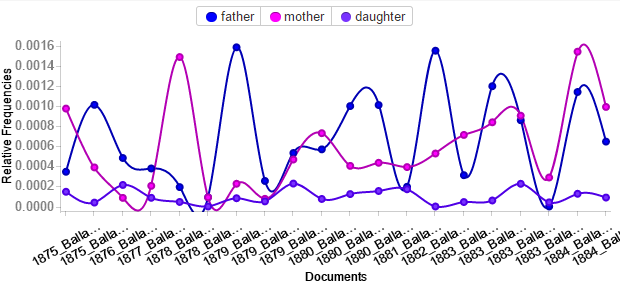 father
mother
daughter
0.0016
0.0014
0.0012
0.0010
0.0008
0.0006
0.0004
0.0002
0.0000
Relative Frequencies
1875_Balla…
1875_Balla…
1876_Balla…
1877_Balla…
1878_Balla…
1878_Balla…
1879_Balla…
1879_Balla…
1879_Balla…
1880_Balla…
1880_Balla…
1880_Balla…
1881_Balla…
1882_Balla…
1883_Balla…
1883_Balla…
1883_Balla…
1883_Balla…
1884_Balla…
1884_Balla
Documents